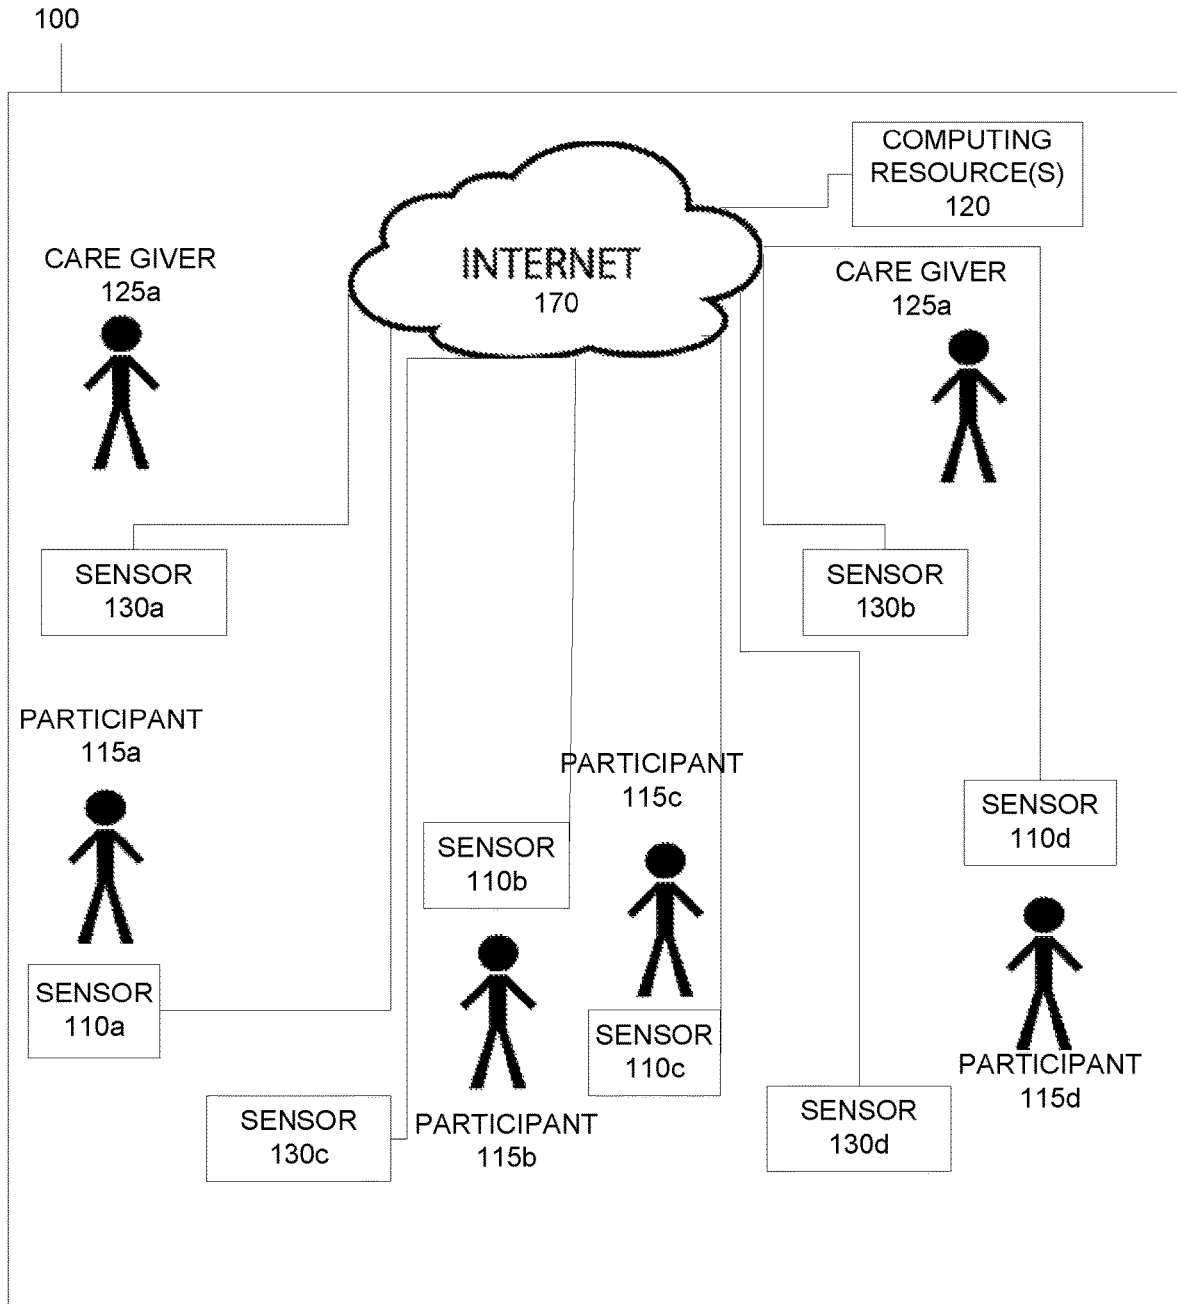 100
COMPUTING
RESOURCE(S)
120
INTERNET
170
CARE GIVER
125a
CARE GIVER
125a
SENSOR
130a
SENSOR
130b
PARTICIPANT
115a
PARTICIPANT
115c
SENSOR
110d
SENSOR
110b
SENSOR
110a
SENSOR
110c
PARTICIPANT
115d
SENSOR
130c
PARTICIPANT
115b
SENSOR
130d